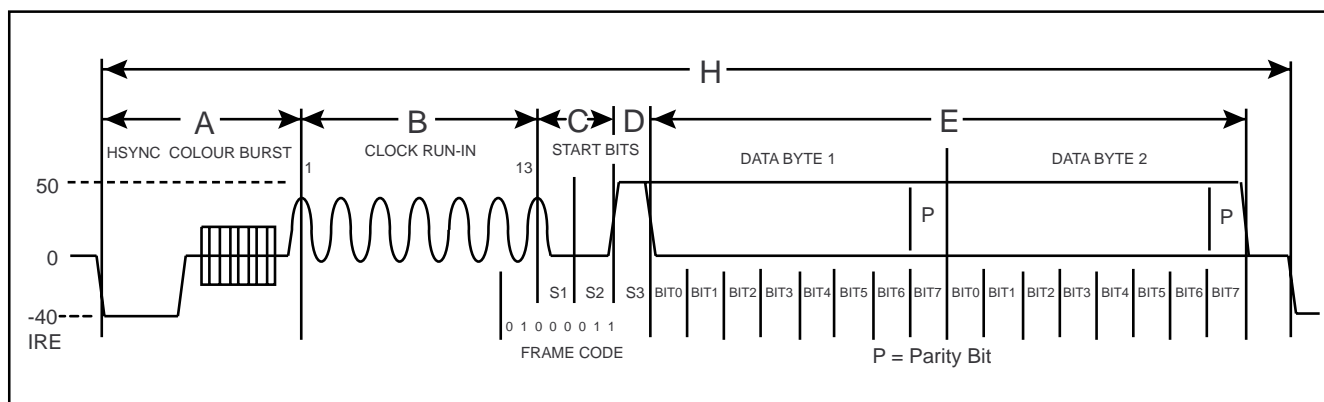 H
A B C D E
HSYNC COLOUR BURST CLOCK RUN-IN START BITS DATA BYTE 1 DATA BYTE 2
1 13
50
P P
0
S1 S2 S3 BIT0 BIT1 BIT2 BIT3 BIT4 BIT5 BIT6 BIT7 BIT0 BIT1 BIT2 BIT3 BIT4 BIT5 BIT6 BIT7
-40
0 1 0 0 0 0 1 1
IRE
FRAME CODE
P = Parity Bit